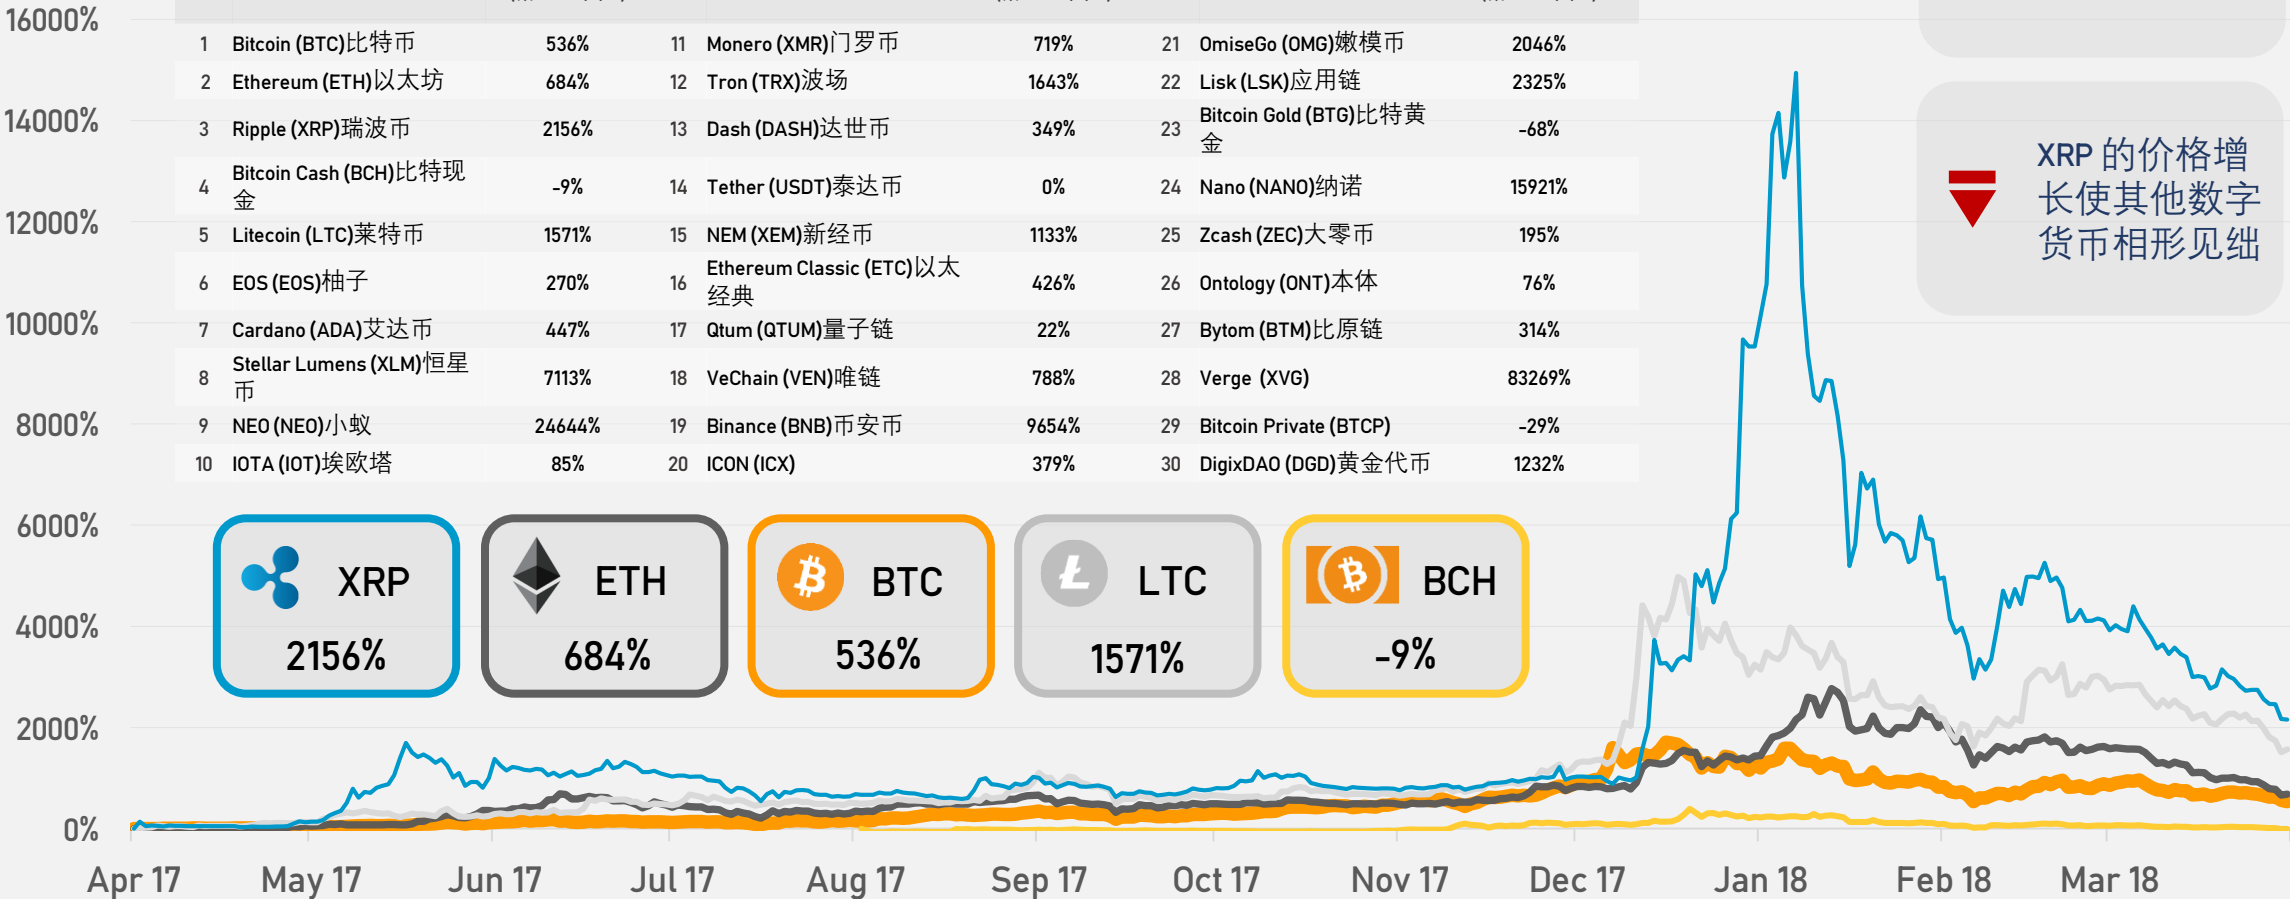 16000%
14000%
12000%
10000%
8000%
6000%
4000%
2000%
0%
1 Bitcoin (BTC)比特币 536% 11 Monero (XMR)门罗币 719% 21 OmiseGo (OMG)嫩模币 2046%
2 Ethereum (ETH)以太坊 684% 12 Tron (TRX)波场 1643% 22 Lisk (LSK)应用链 2325%
3 Ripple (XRP)瑞波币 2156% 13 Dash (DASH)达世币 349% 23 Bitcoin Gold (BTG)比特黄
金 -68%
4 Bitcoin Cash (BCH)比特现
金 -9% 14 Tether (USDT)泰达币 0% 24 Nano (NANO)纳诺 15921%
5 Litecoin (LTC)莱特币 1571% 15 NEM (XEM)新经币 1133% 25 Zcash (ZEC)大零币 195%
6 EOS (EOS)柚子 270% 16 Ethereum Classic (ETC)以太
经典 426% 26 Ontology (ONT)本体 76%
7 Cardano (ADA)艾达币 447% 17 Qtum (QTUM)量子链 22% 27 Bytom (BTM)比原链 314%
8 Stellar Lumens (XLM)恒星
币 7113% 18 VeChain (VEN)唯链 788% 28 Verge (XVG) 83269%
9 NEO (NEO)小蚁 24644% 19 Binance (BNB)币安币 9654% 29 Bitcoin Private (BTCP) -29%
10 IOTA (IOT)埃欧塔 85% 20 ICON (ICX) 379% 30 DigixDAO (DGD)黄金代币 1232%
XRP 的价格增
长使其他数字
货币相形见绌
XRP
2156%
ETH
684%
BTC
536%
LTC
1571%
BCH
-9%
Apr 17 May 17 Jun 17 Jul 17 Aug 17 Sep 17 Oct 17 Nov 17 Dec 17 Jan 18 Feb 18 Mar 18